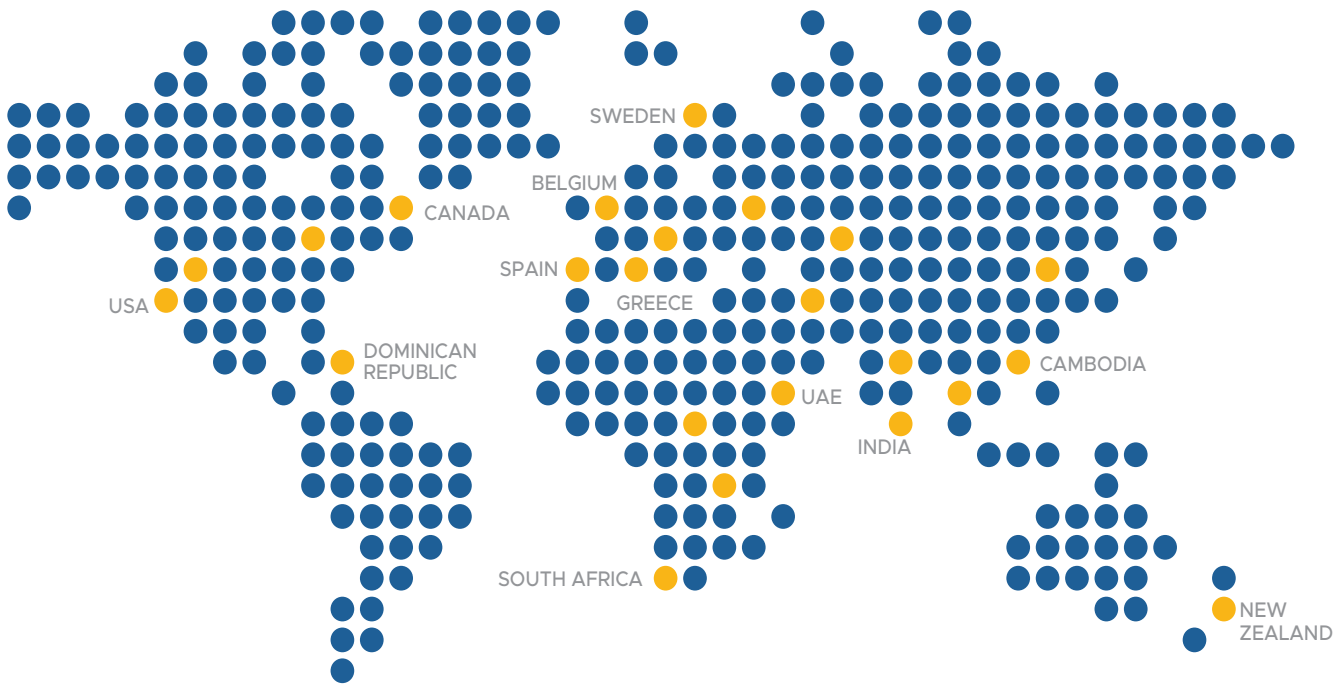 SWEDEN
BELGIUM
CANADA
SPAIN
USA
GREECE
DOMINICAN
REPUBLIC
CAMBODIA
UAE
INDIA
SOUTH AFRICA
NEW
ZEALAND